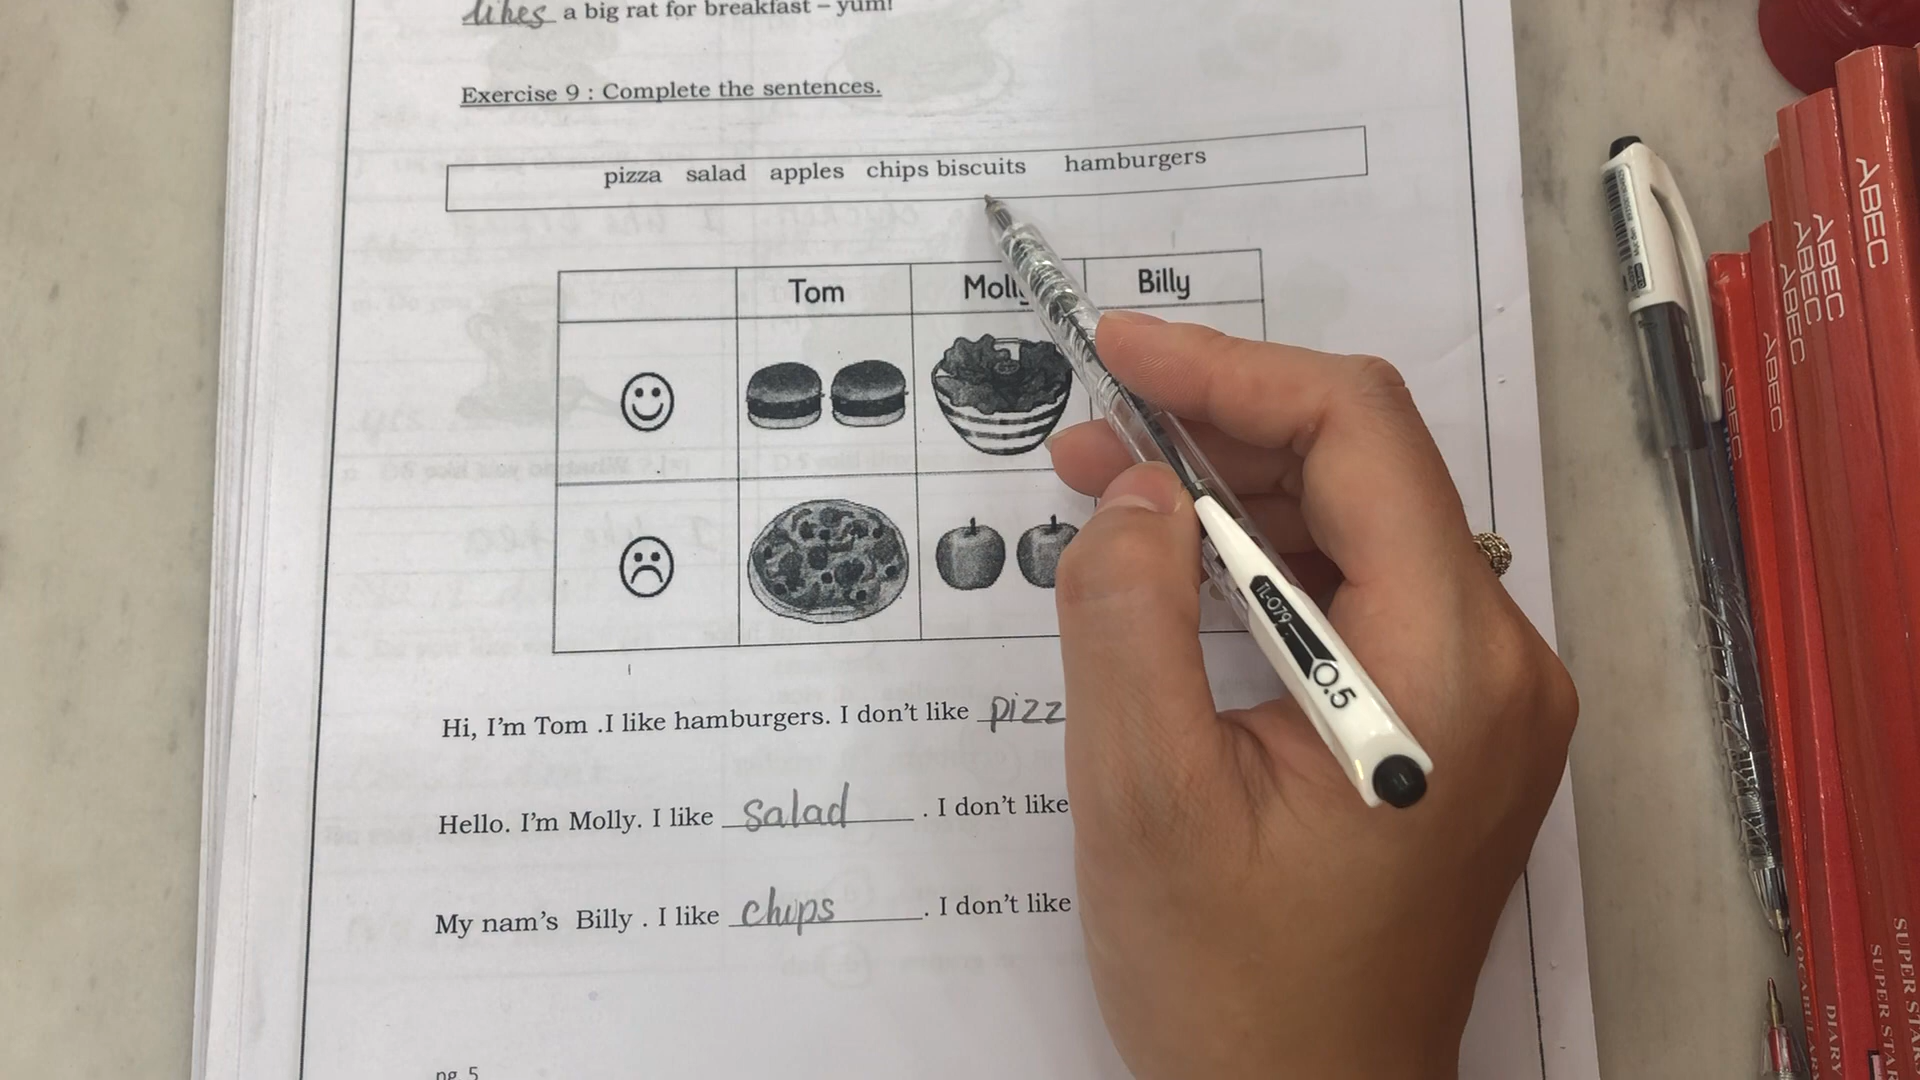 likes a big rat for breakfast – yum!
Exercise 9 : Complete the sentences.
pizza salad apples chips biscuits hamburgers
Tom Billy
Hi, I'm Tom .I like hamburgers. I don't like pizz
Hello. I'm Molly. I like salad . I don't like
My nam's Billy . I like chips . I don't like
pg. 5
TL-079 0.5
ABEC
ABEC
ABEC
ABEC
ABEC
ABEC
VOCABULARY
DIARY
SUPER STAR
SUPER STAR